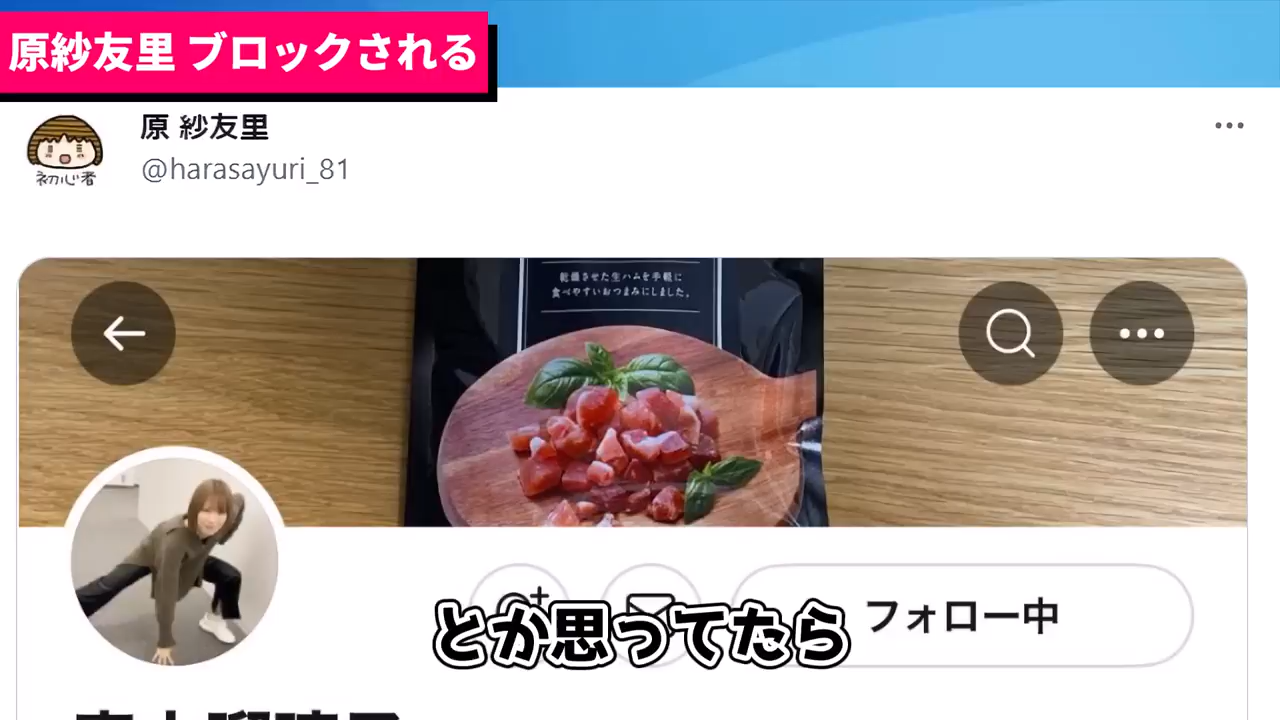 原紗友里 ブロックされる
原 紗友里
@harasayuri_81
初心者
乾燥させた生ハムを手軽に
食べやすいおつまみにしました。
フォロー中
とか思ってたら